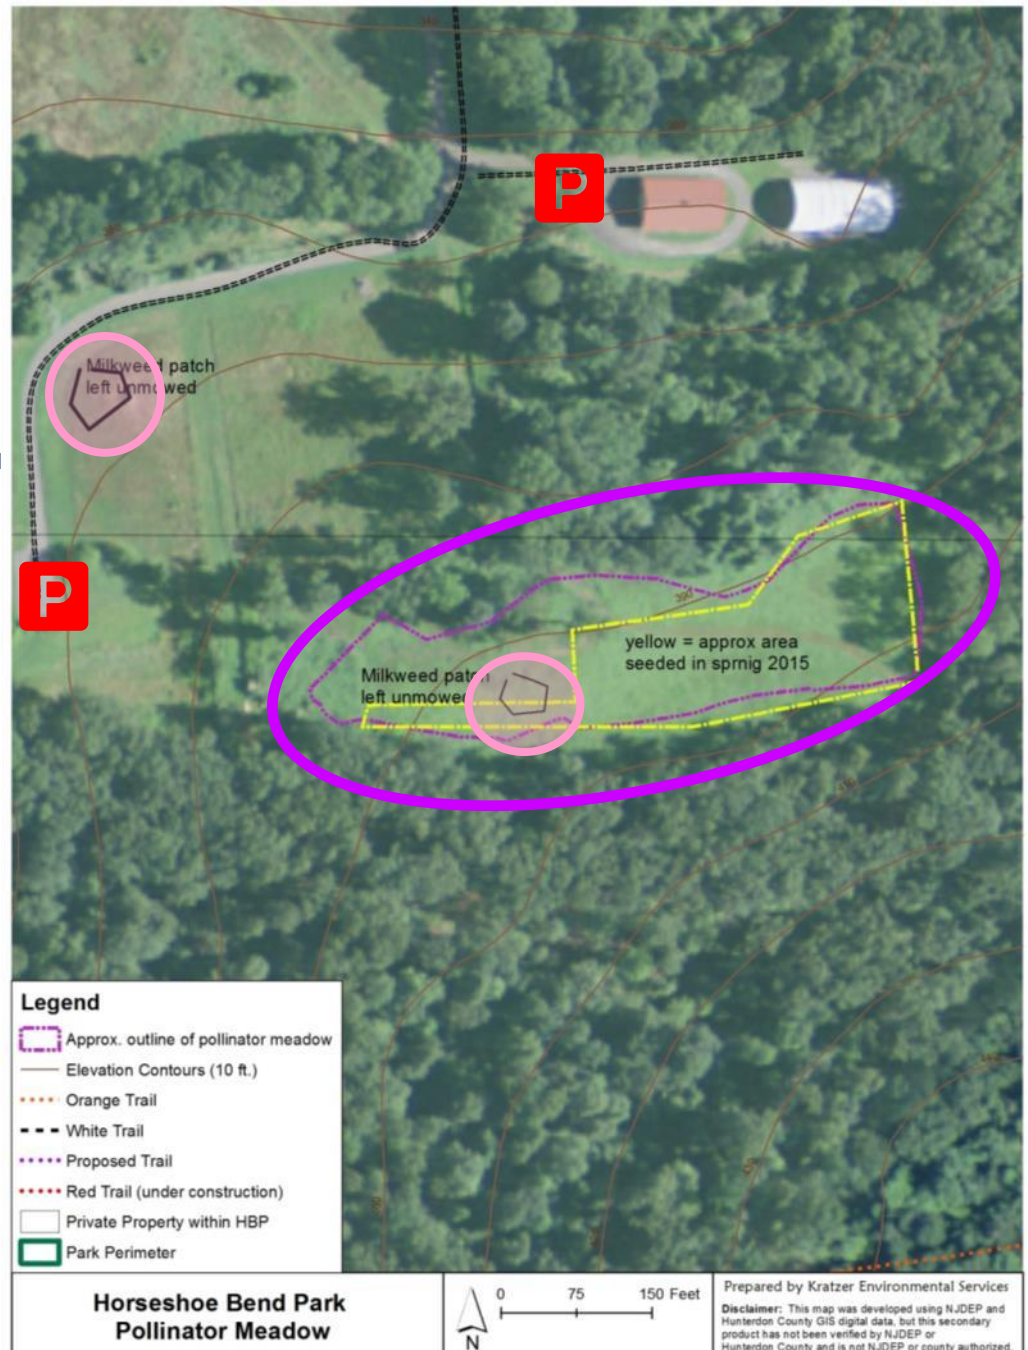 P
Milkweed patch
left unmowed
P
390
yellow = approx area
seeded in sprnig 2015
Milkweed patch
left unmowed
Legend
Approx. outline of pollinator meadow
Elevation Contours (10 ft.)
Orange Trail
White Trail
Proposed Trail
Red Trail (under construction)
Private Property within HBP
Park Perimeter
Horseshoe Bend Park
Pollinator Meadow
N
0 75 150 Feet
Prepared by Kratzer Environmental Services
Disclaimer: This map was developed using NJDEP and
Hunterdon County GIS digital data, but this secondary
product has not been verified by NJDEP or
Hunterdon County and is not NJDEP or county authorized.